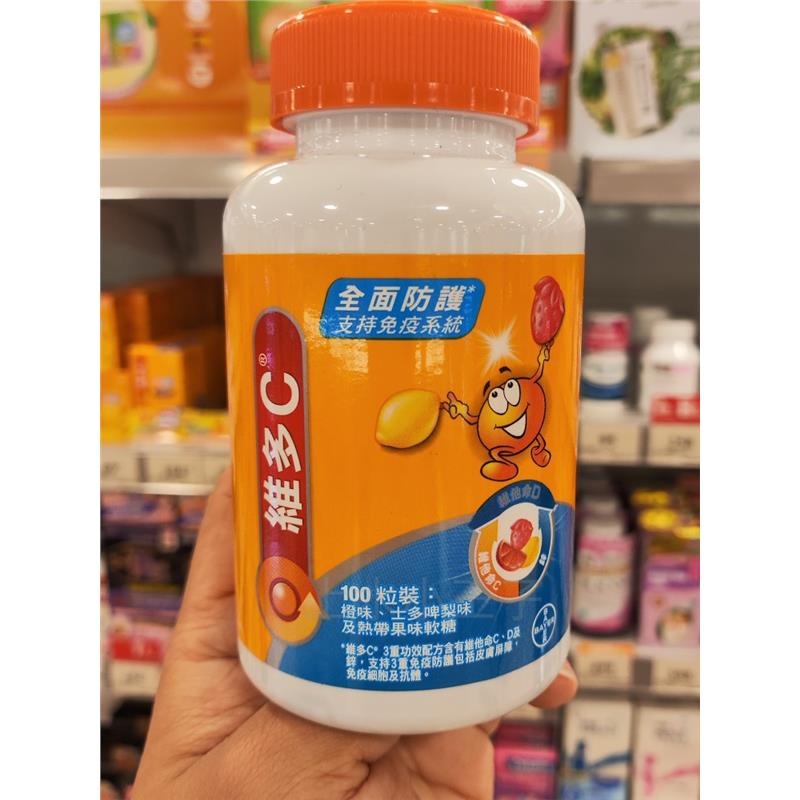 全面防護*
支持免疫系統
維多C®
維他命D
維他命C
鋅
100 粒裝：
橙味、士多啤梨味
及熱帶果味軟糖
*維多C® 3重功效配方含有維他命C、D及
鋅，支持3重免疫防護包括皮膚屏障，
免疫細胞及抗體。
BAYER